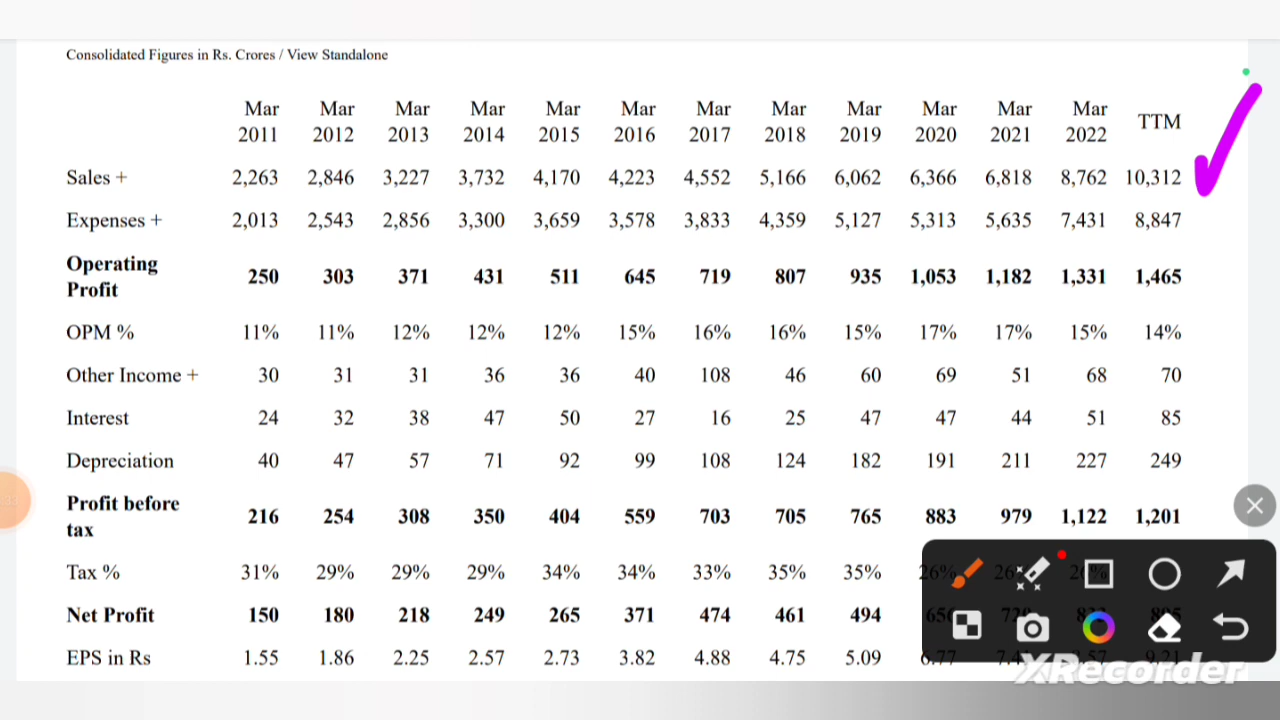 Consolidated Figures in Rs. Crores / View Standalone
Mar 2011 Mar 2012 Mar 2013 Mar 2014 Mar 2015 Mar 2016 Mar 2017 Mar 2018 Mar 2019 Mar 2020 Mar 2021 Mar 2022 TTM
Sales + 2,263 2,846 3,227 3,732 4,170 4,223 4,552 5,166 6,062 6,366 6,818 8,762 10,312
Expenses + 2,013 2,543 2,856 3,300 3,659 3,578 3,833 4,359 5,127 5,313 5,635 7,431 8,847
Operating Profit 250 303 371 431 511 645 719 807 935 1,053 1,182 1,331 1,465
OPM % 11% 11% 12% 12% 12% 15% 16% 16% 15% 17% 17% 15% 14%
Other Income + 30 31 31 36 36 40 108 46 60 69 51 68 70
Interest 24 32 38 47 50 27 16 25 47 47 44 51 85
Depreciation 40 47 57 71 92 99 108 124 182 191 211 227 249
Profit before tax 216 254 308 350 404 559 703 705 765 883 979 1,122 1,201
Tax % 31% 29% 29% 29% 34% 34% 33% 35% 35% 26%
Net Profit 150 180 218 249 265 371 474 461 494
EPS in Rs 1.55 1.86 2.25 2.57 2.73 3.82 4.88 4.75 5.09 6.77
XRecorder